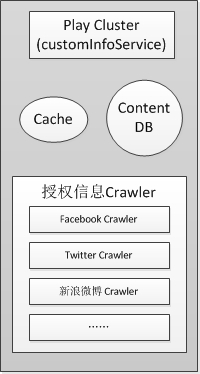 Play Cluster
(customInfoService)
Cache
Content
DB
授权信息Crawler
Facebook Crawler
Twitter Crawler
新浪微博 Crawler
……